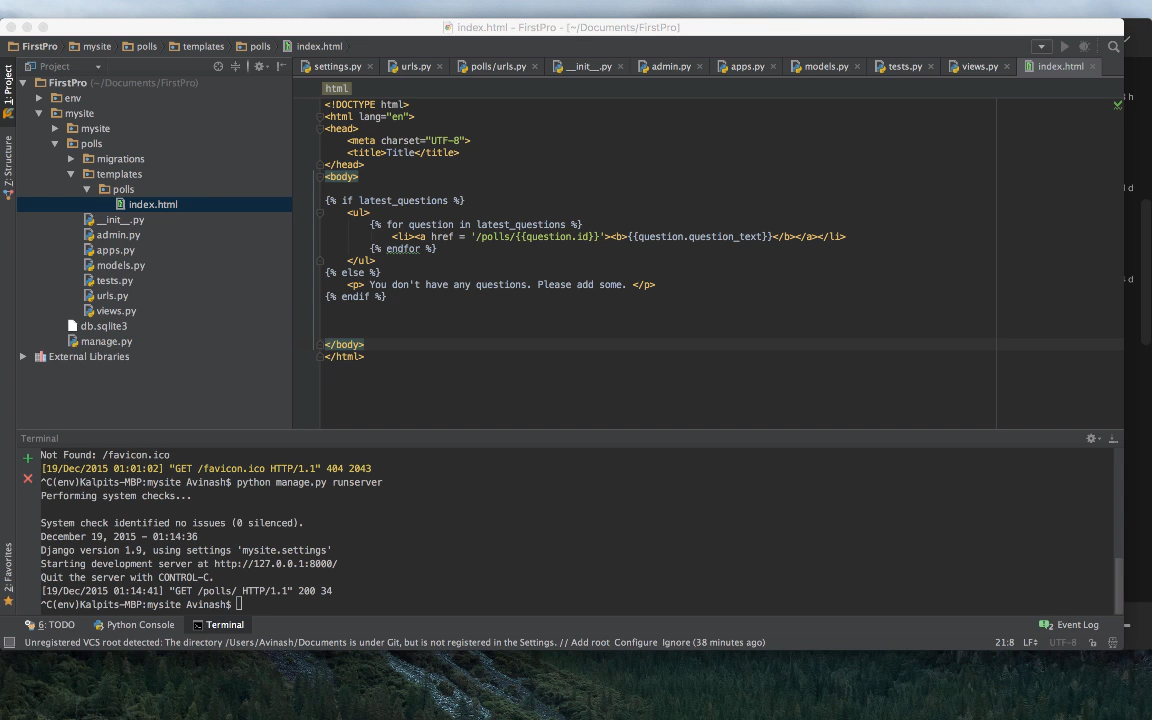 index.html - FirstPro - [~/Documents/FirstPro]
FirstPro mysite polls templates polls index.html
1: Project
Z: Structure
2: Favorites
Project
settings.py urls.py polls/urls.py __init__.py admin.py apps.py models.py tests.py views.py index.html
FirstPro (~/Documents/FirstPro)
env
mysite
mysite
polls
migrations
templates
polls
index.html
__init__.py
admin.py
apps.py
models.py
tests.py
urls.py
views.py
db.sqlite3
manage.py
External Libraries
html
<!DOCTYPE html>
<html lang="en">
<head>
    <meta charset="UTF-8">
    <title>Title</title>
</head>
<body>
{% if latest_questions %}
    <ul>
        {% for question in latest_questions %}
            <li><a href = '/polls/{{question.id}}'><b>{{question.question_text}}</b></a></li>
        {% endfor %}
    </ul>
{% else %}
    <p> You don't have any questions. Please add some. </p>
{% endif %}
</body>
</html>
h
d
d
Terminal
Not Found: /favicon.ico
[19/Dec/2015 01:01:02] "GET /favicon.ico HTTP/1.1" 404 2043
^C(env)Kalpits-MBP:mysite Avinash$ python manage.py runserver
Performing system checks...
System check identified no issues (0 silenced).
December 19, 2015 - 01:14:36
Django version 1.9, using settings 'mysite.settings'
Starting development server at http://127.0.0.1:8000/
Quit the server with CONTROL-C.
[19/Dec/2015 01:14:41] "GET /polls/ HTTP/1.1" 200 34
^C(env)Kalpits-MBP:mysite Avinash$
6: TODO Python Console Terminal 2 Event Log
Unregistered VCS root detected: The directory /Users/Avinash/Documents is under Git, but is not registered in the Settings. // Add root Configure Ignore (38 minutes ago) 21:8 LF UTF-8